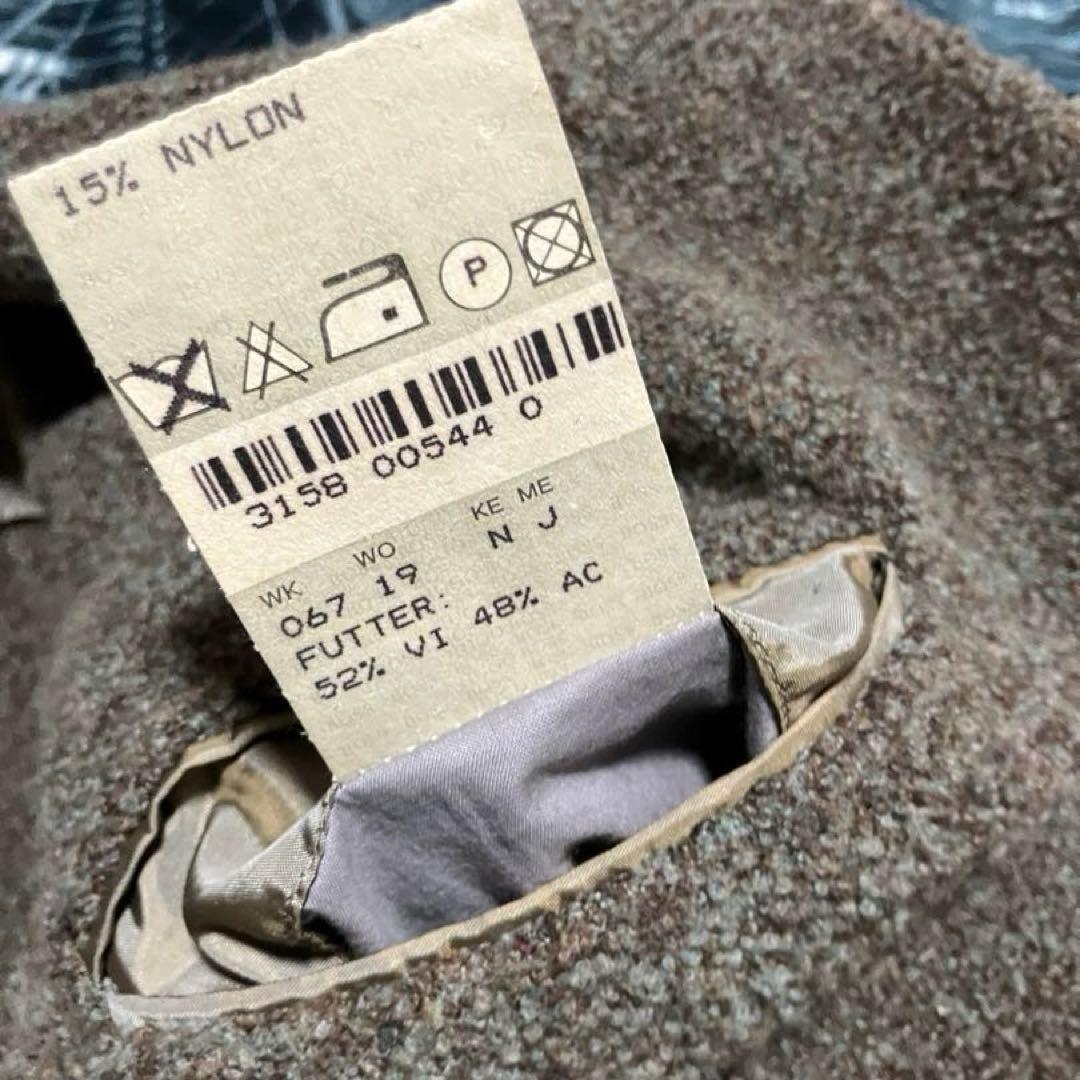 15% NYLON
P
3158 00544 0
WK WO KE ME
067 19 N J
FUTTER:
52% VI 48% AC